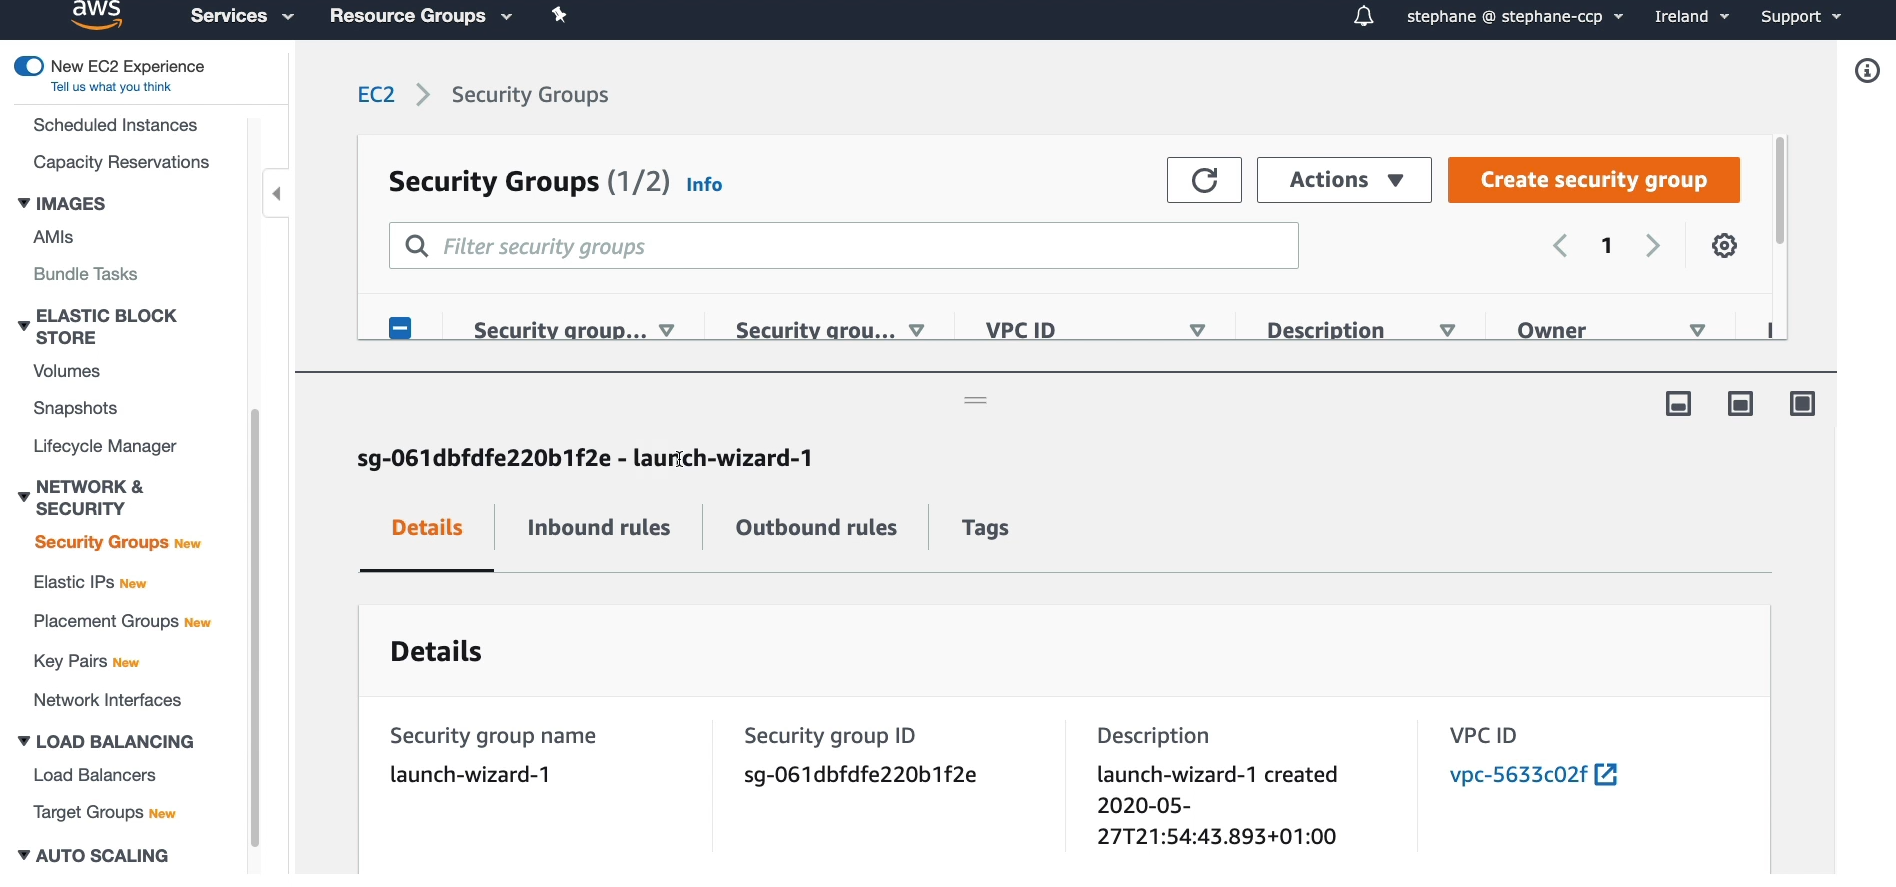 aws
Services
Resource Groups
stephane @ stephane-ccp
Ireland
Support
New EC2 Experience
Tell us what you think
Scheduled Instances
Capacity Reservations
IMAGES
AMIs
Bundle Tasks
ELASTIC BLOCK
STORE
Volumes
Snapshots
Lifecycle Manager
NETWORK &
SECURITY
Security Groups New
Elastic IPs New
Placement Groups New
Key Pairs New
Network Interfaces
LOAD BALANCING
Load Balancers
Target Groups New
AUTO SCALING
EC2 > Security Groups
Security Groups (1/2) Info
Actions
Create security group
Filter security groups
1
Security group...
Security grou...
VPC ID
Description
Owner
sg-061dbfdfe220b1f2e - launch-wizard-1
Details
Inbound rules
Outbound rules
Tags
Details
Security group name
launch-wizard-1
Security group ID
sg-061dbfdfe220b1f2e
Description
launch-wizard-1 created
2020-05-
27T21:54:43.893+01:00
VPC ID
vpc-5633c02f